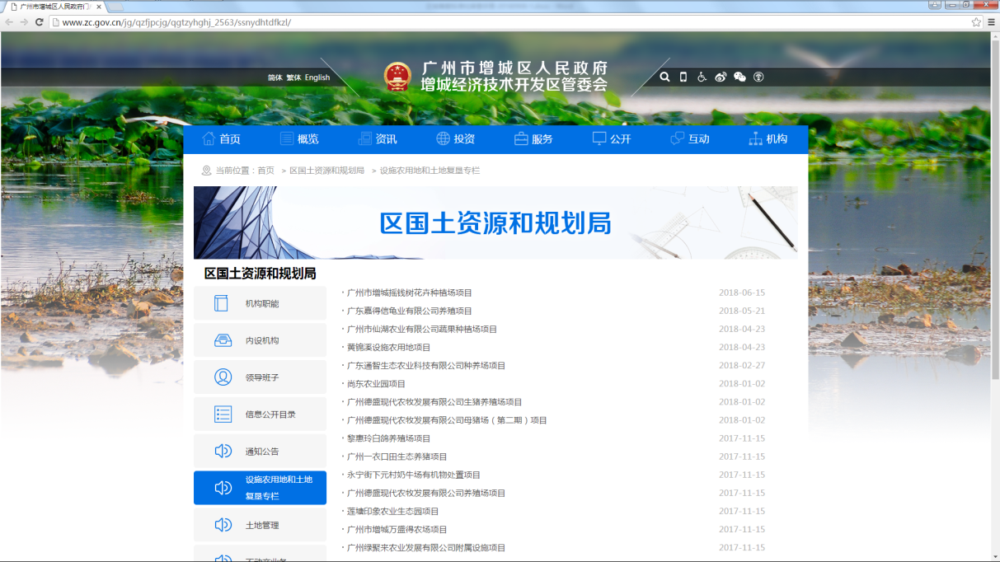 广州市增城区人民政府门
www.zc.gov.cn/jg/qzfjpcjg/qgtzyhghj_2563/ssnydhtdfkzl/
简体 繁体 English
广州市增城区人民政府
增城经济技术开发区管委会
首页 概览 资讯 投资 服务 公开 互动 机构
当前位置：首页 > 区国土资源和规划局 > 设施农用地和土地复垦专栏
区国土资源和规划局
区国土资源和规划局
机构职能
内设机构
领导班子
信息公开目录
通知公告
设施农用地和土地
复垦专栏
土地管理
· 广州市增城摇钱树花卉种植场项目 2018-06-15
· 广东嘉得信龟业有限公司养殖项目 2018-05-21
· 广州市仙湖农业有限公司蔬果种植场项目 2018-04-23
· 黄锦溪设施农用地项目 2018-04-23
· 广东通智生态农业科技有限公司种养场项目 2018-02-27
· 尚东农业园项目 2018-01-02
· 广州德盛现代农牧发展有限公司生猪养殖场项目 2018-01-02
· 广州德盛现代农牧发展有限公司母猪场（第二期）项目 2018-01-02
· 黎惠玲白鸽养殖场项目 2017-11-15
· 广州一衣口田生态养猪项目 2017-11-15
· 永宁街下元村奶牛场有机物处置项目 2017-11-15
· 广州德盛现代农牧发展有限公司养殖场项目 2017-11-15
· 莲塘印象农业生态园项目 2017-11-15
· 广州市增城万盛得农场项目 2017-11-15
· 广州绿聚来农业发展有限公司附属设施项目 2017-11-15